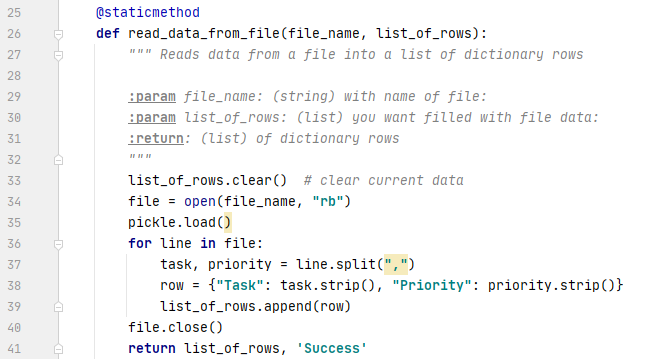 25 @staticmethod
26 def read_data_from_file(file_name, list_of_rows):
27 """ Reads data from a file into a list of dictionary rows
28
29 :param file_name: (string) with name of file:
30 :param list_of_rows: (list) you want filled with file data:
31 :return: (list) of dictionary rows
32 """
33 list_of_rows.clear()  # clear current data
34 file = open(file_name, "rb")
35 pickle.load()
36 for line in file:
37 task, priority = line.split(",")
38 row = {"Task": task.strip(), "Priority": priority.strip()}
39 list_of_rows.append(row)
40 file.close()
41 return list_of_rows, 'Success'